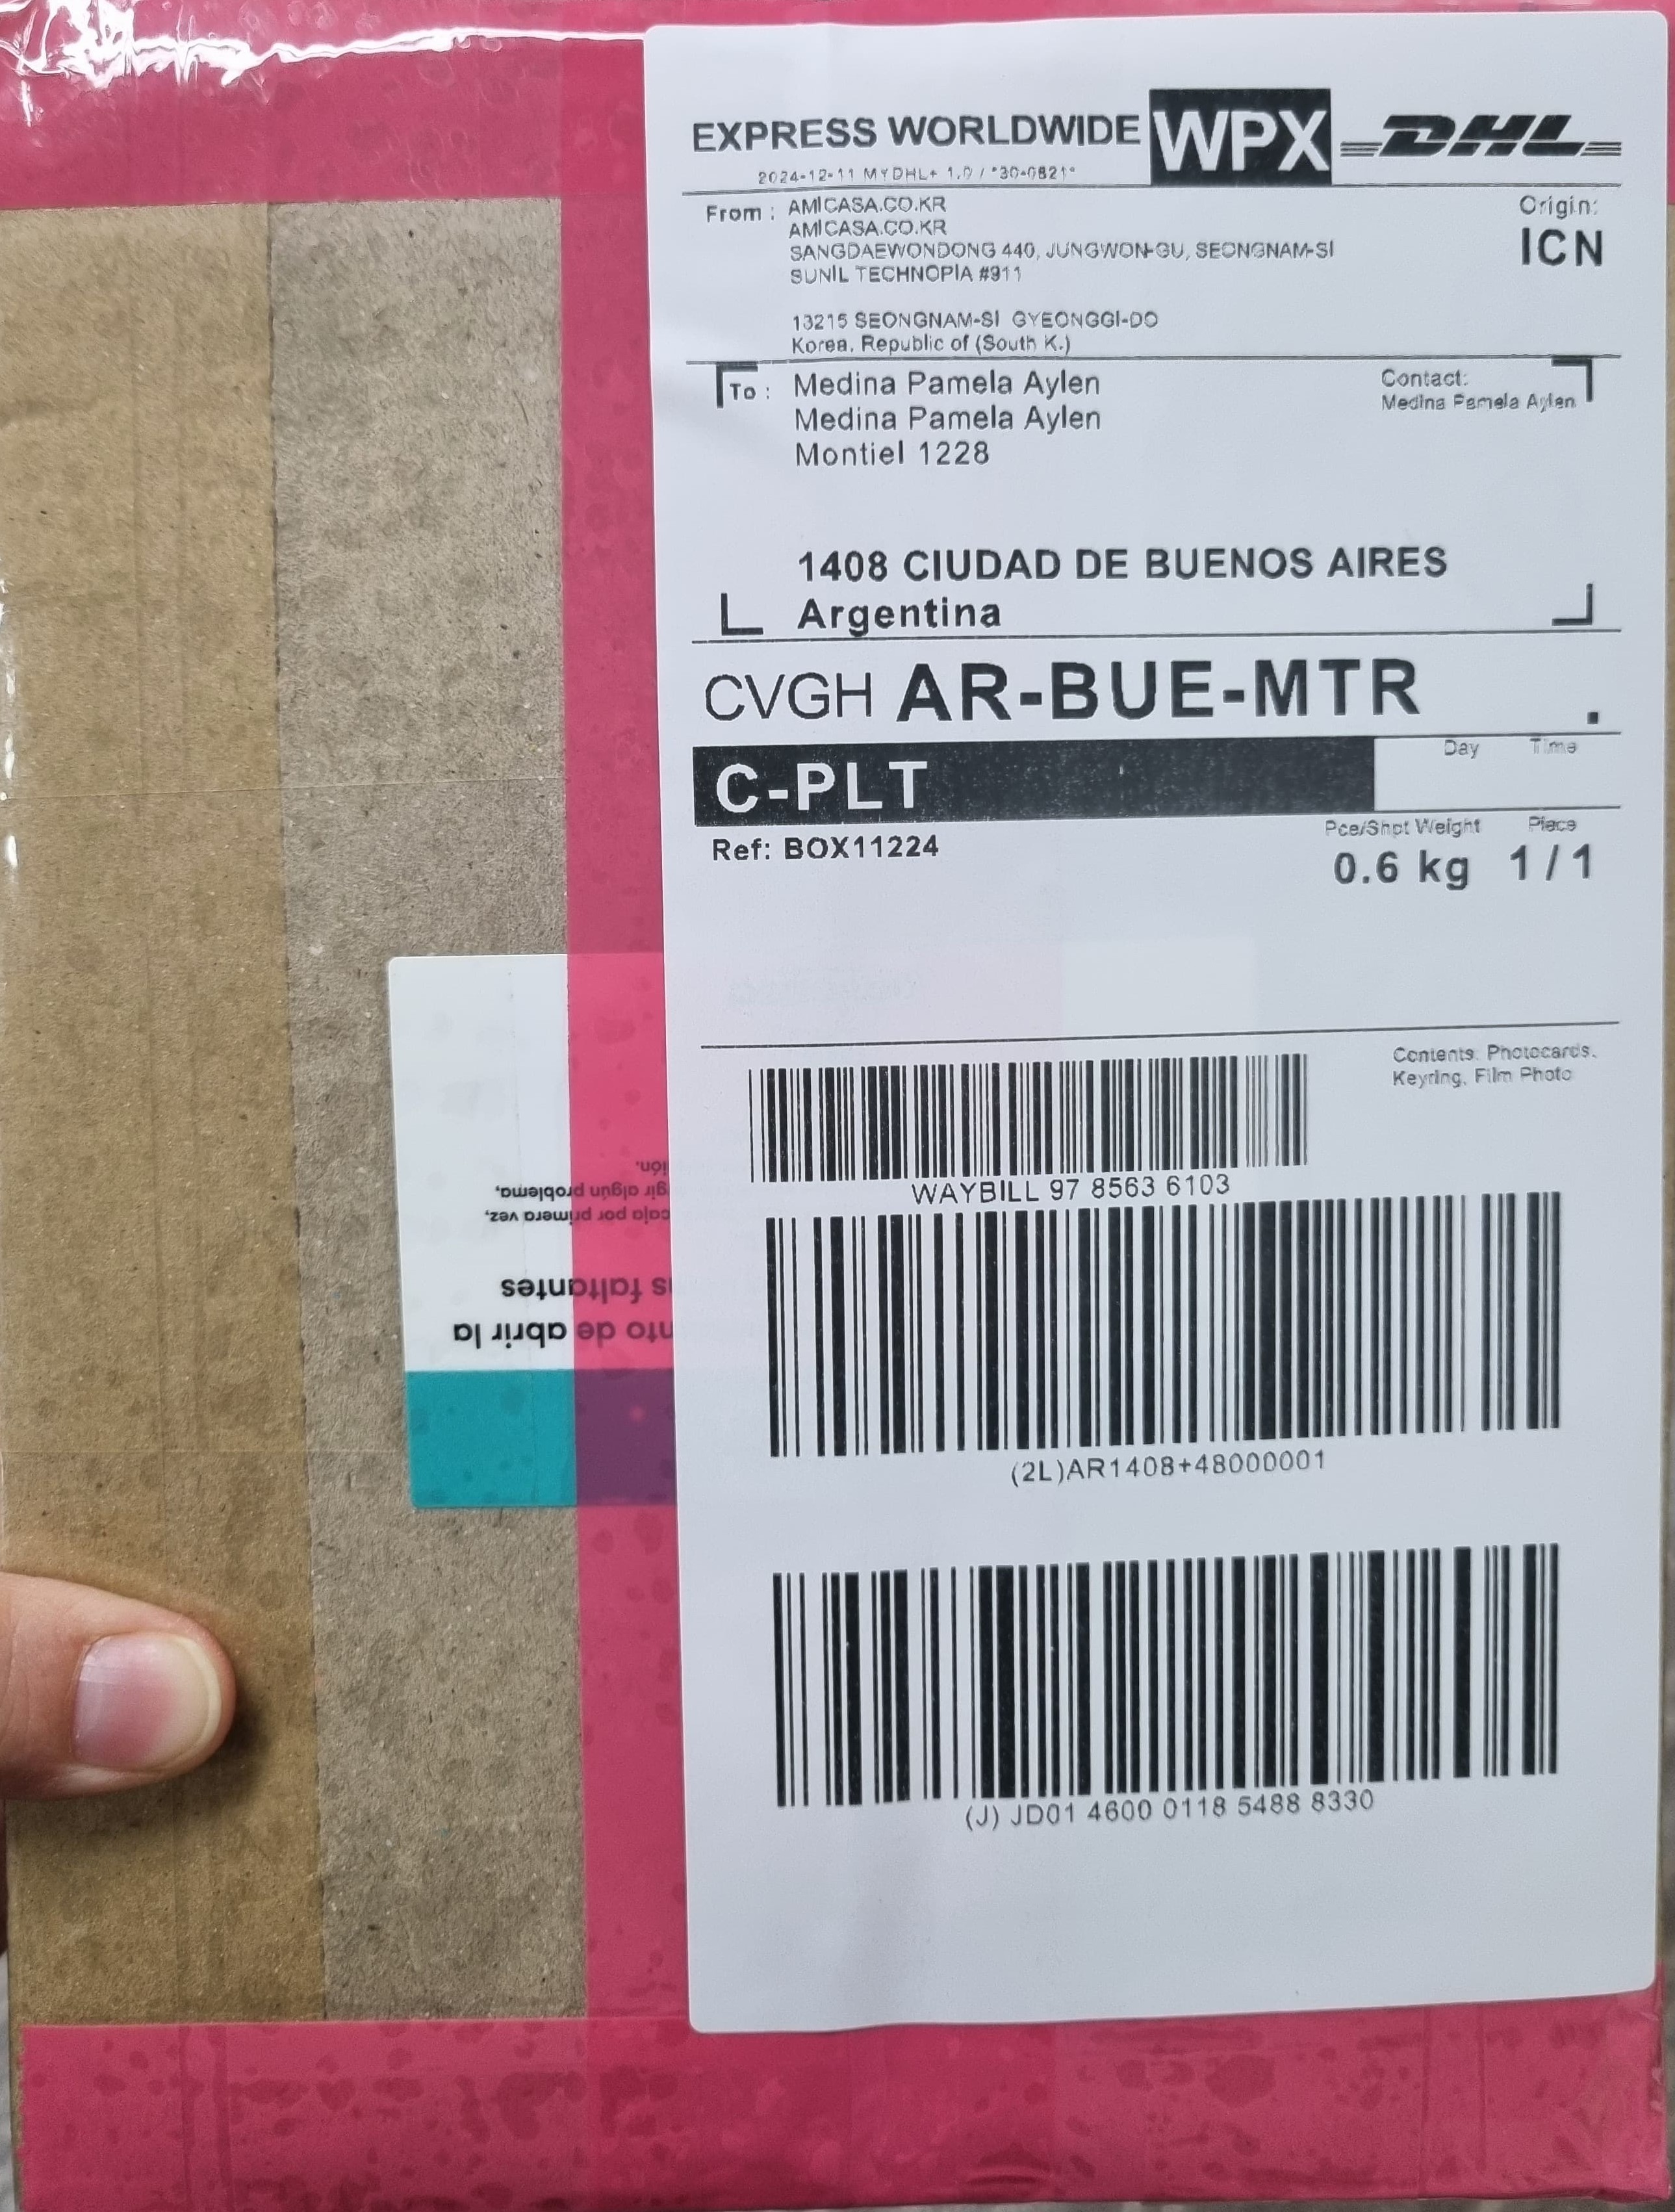 EXPRESS WORLDWIDE WPX DHL
2024-12-11 MYDHL+ 1.0 / *30-0821*
From : AMICASA.CO.KR
AMICASA.CO.KR
SANGDAEWONDONG 440, JUNGWON-GU, SEONGNAM-SI
SUNIL TECHNOPIA #911
13215 SEONGNAM-SI GYEONGGI-DO
Korea, Republic of (South K.)
Origin:
ICN
To : Medina Pamela Aylen
Medina Pamela Aylen
Montiel 1228
Contact:
Medina Pamela Aylen
1408 CIUDAD DE BUENOS AIRES
Argentina
CVGH AR-BUE-MTR .
C-PLT
Day Time
Ref: BOX11224
Pce/Shpt Weight Piece
0.6 kg 1 / 1
Contents: Photocards,
Keyring, Film Photo
WAYBILL 97 8563 6103
(2L)AR1408+48000001
(J) JD01 4600 0118 5488 8330
nto de abrir la
s faltantes
caja por primera vez,
gir algún problema,
ión.